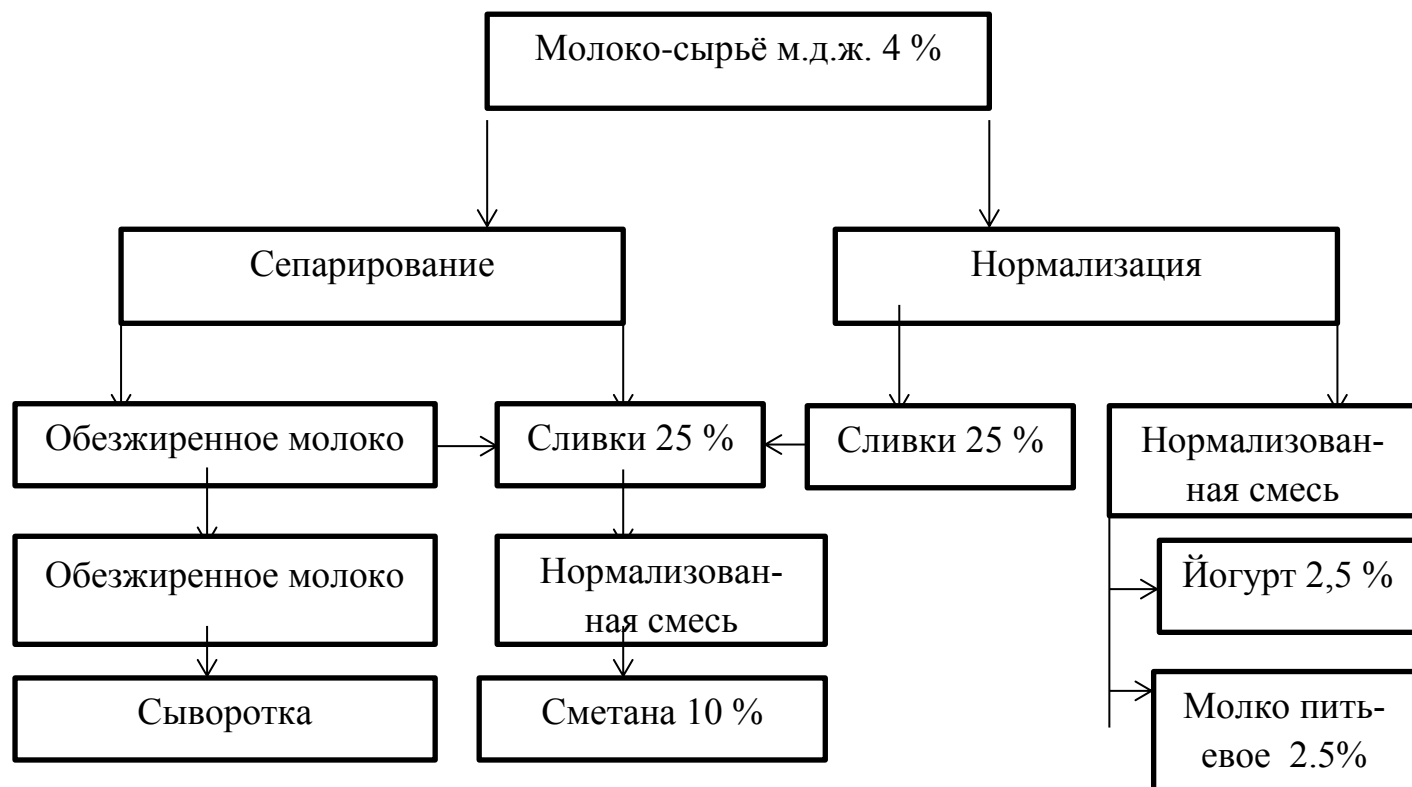 Молоко-сырьё м.д.ж. 4 %
Сепарирование
Нормализация
Обезжиренное молоко
Сливки 25 %
Сливки 25 %
Нормализован-
ная смесь
Обезжиренное молоко
Нормализован-
ная смесь
Йогурт 2,5 %
Сыворотка
Сметана 10 %
Молко пить-
евое 2.5%